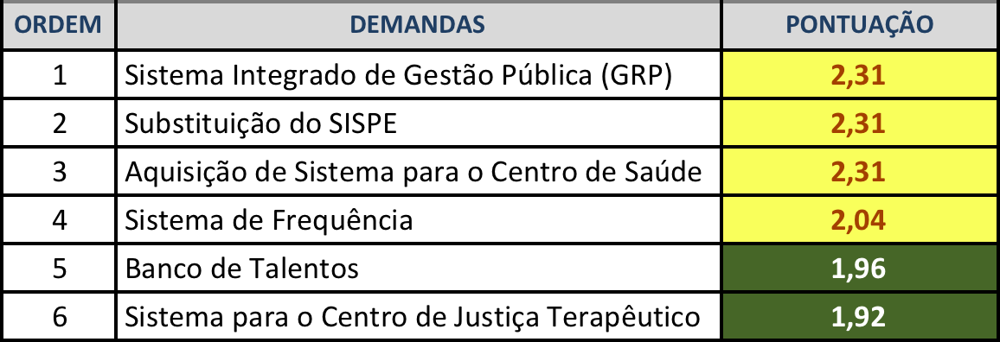 ORDEM DEMANDAS PONTUAÇÃO
1 Sistema Integrado de Gestão Pública (GRP) 2,31
2 Substituição do SISPE 2,31
3 Aquisição de Sistema para o Centro de Saúde 2,31
4 Sistema de Frequência 2,04
5 Banco de Talentos 1,96
6 Sistema para o Centro de Justiça Terapêutico 1,92